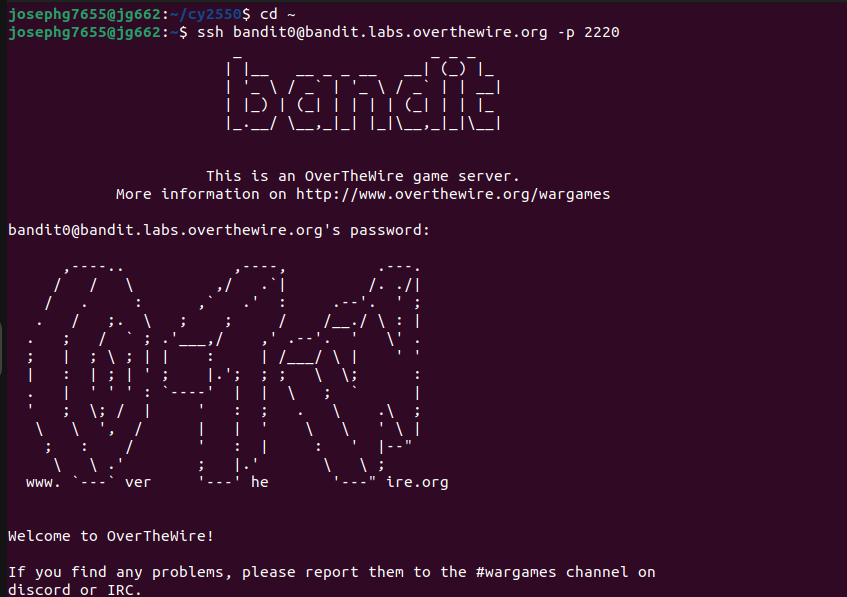 josephg7655@jg662:~/cy2550$ cd ~
josephg7655@jg662:~$ ssh bandit0@bandit.labs.overthewire.org -p 2220
bandit
This is an OverTheWire game server.
More information on http://www.overthewire.org/wargames
bandit0@bandit.labs.overthewire.org's password:
www. `---` ver '---' he '---" ire.org
Welcome to OverTheWire!
If you find any problems, please report them to the #wargames channel on
discord or IRC.